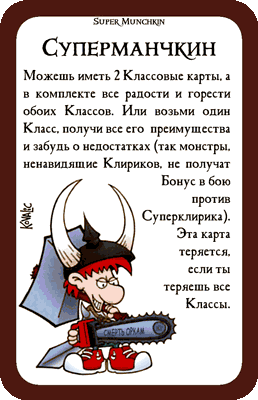 Super Munchkin
Суперманчкин
Можешь иметь 2 Классовые карты, а
в комплекте все радости и горести
обоих Классов. Или возьми один
Класс, получи все его преимущества
и забудь о недостатках (так монстры,
ненавидящие Клириков, не получат
Бонус в бою
против
Суперклирика).
Эта карта
теряется,
если ты
теряешь все
Классы.
Kovalic
СМЕРТЬ ОРКАМ